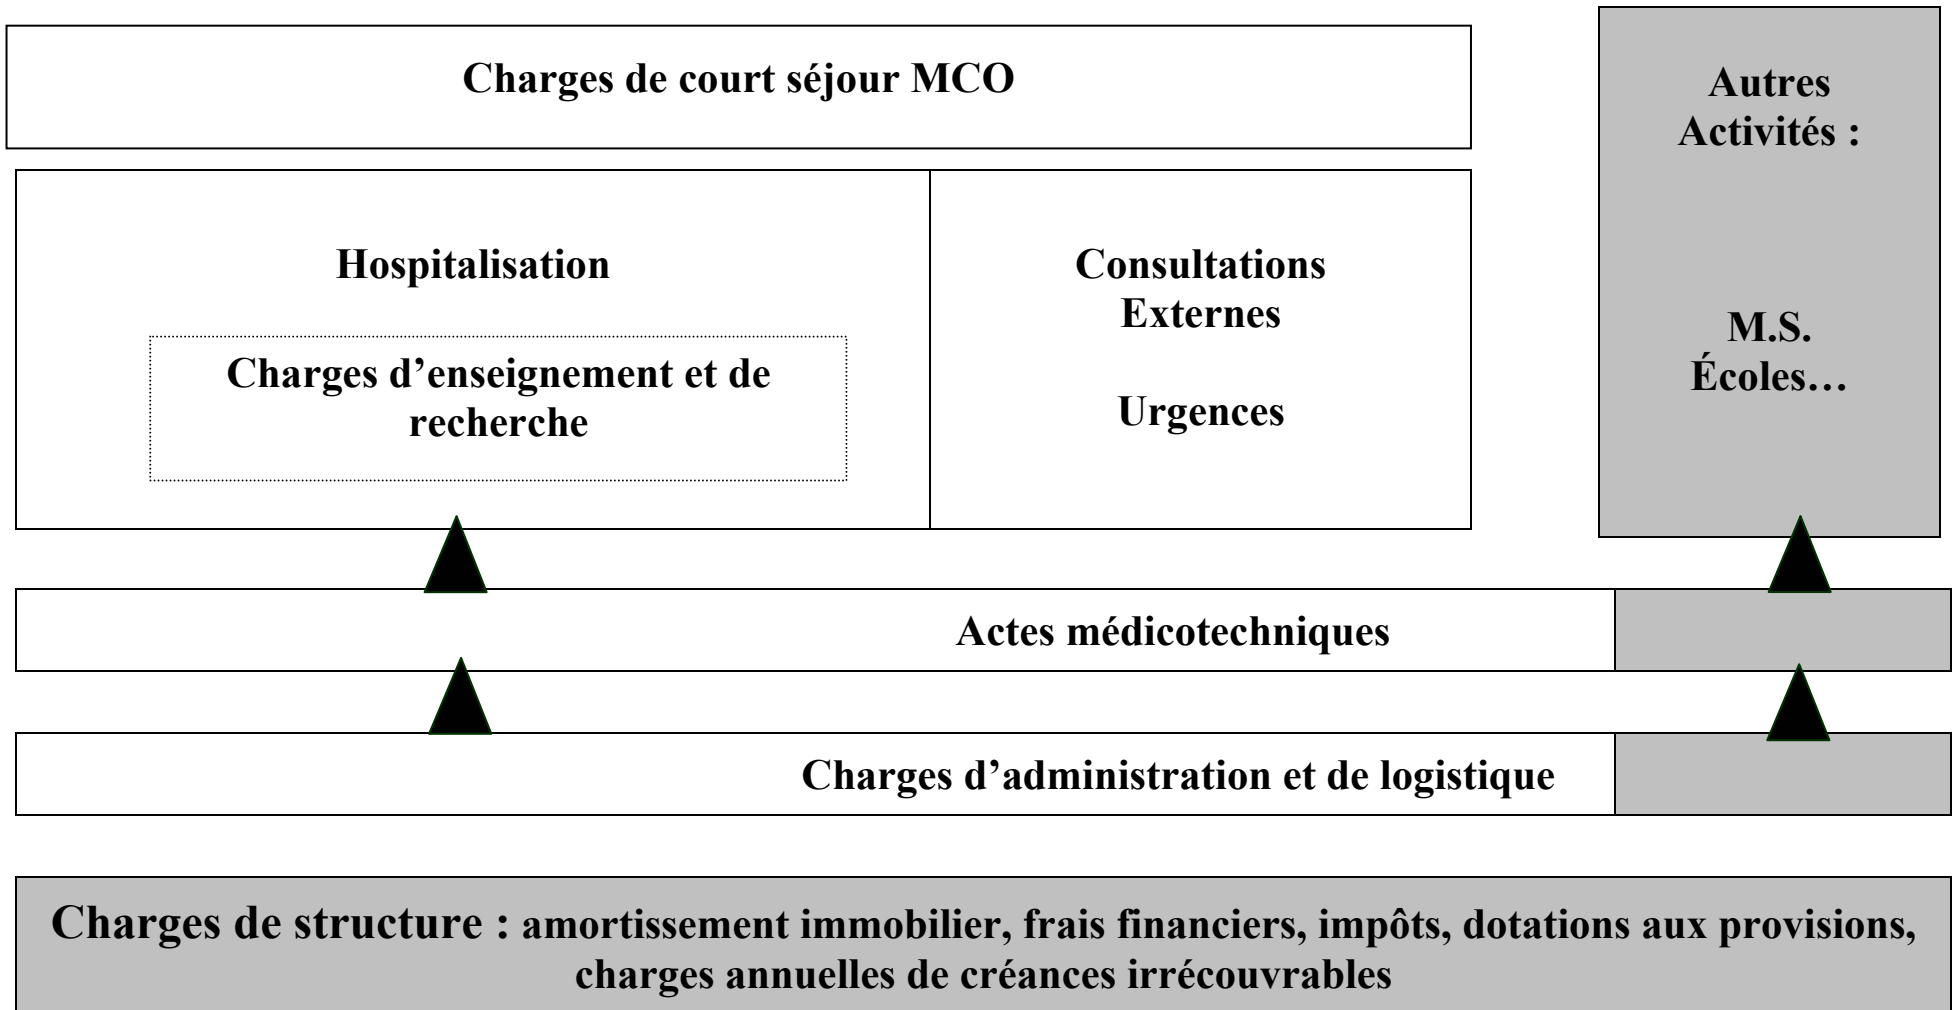 Charges de court séjour MCO
Autres
Activités :
M.S.
Écoles…
Hospitalisation
Charges d’enseignement et de
recherche
Consultations
Externes
Urgences
Actes médicotechniques
Charges d’administration et de logistique
Charges de structure : amortissement immobilier, frais financiers, impôts, dotations aux provisions,
charges annuelles de créances irrécouvrables